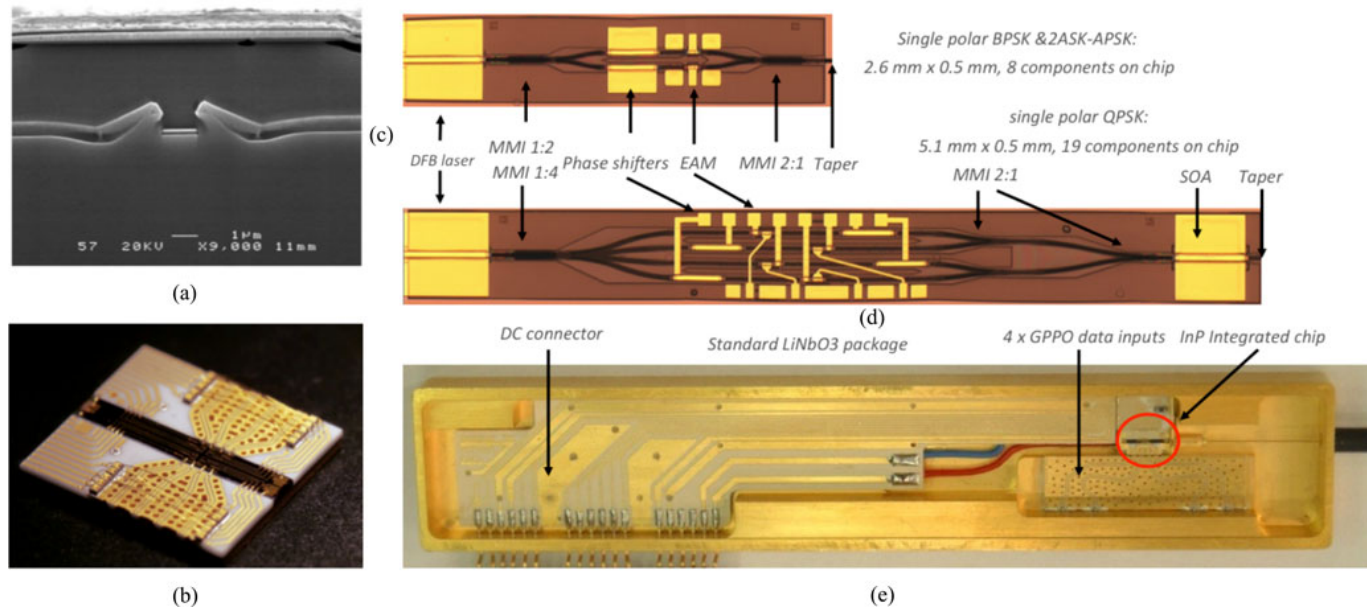 Single polar BPSK &2ASK-APSK:
2.6 mm x 0.5 mm, 8 components on chip
(c)
MMI 1:2
MMI 1:4
DFB laser
Phase shifters
EAM
MMI 2:1
Taper
single polar QPSK:
5.1 mm x 0.5 mm, 19 components on chip
MMI 2:1
SOA
Taper
57 20KV 1µm X9,000 11mm
(a)
(d)
DC connector
Standard LiNbO3 package
4 x GPPO data inputs
InP Integrated chip
(b)
(e)